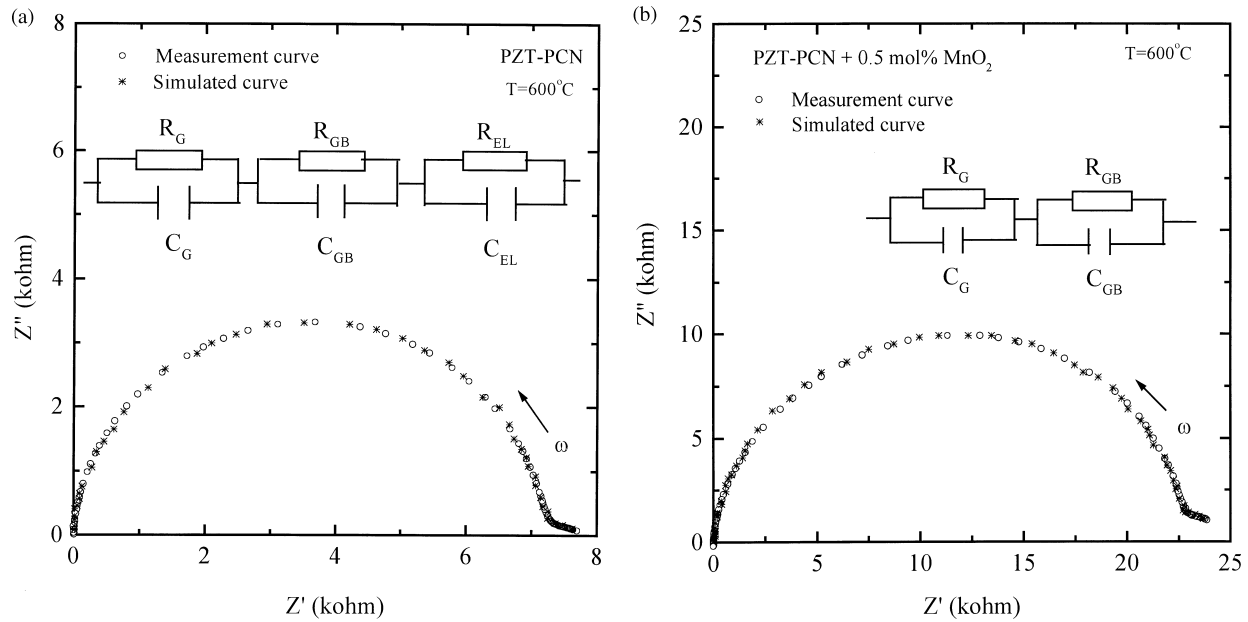 (a)
8
6
4
2
0
Z'' (kohm)
○ Measurement curve
* Simulated curve
PZT-PCN
T=600°C
R_G
R_GB
R_EL
C_G
C_GB
C_EL
ω
0 2 4 6 8
Z' (kohm)
(b)
25
20
15
10
5
0
Z'' (kohm)
PZT-PCN + 0.5 mol% MnO₂
T=600°C
○ Measurement curve
* Simulated curve
R_G
R_GB
C_G
C_GB
ω
0 5 10 15 20 25
Z' (kohm)